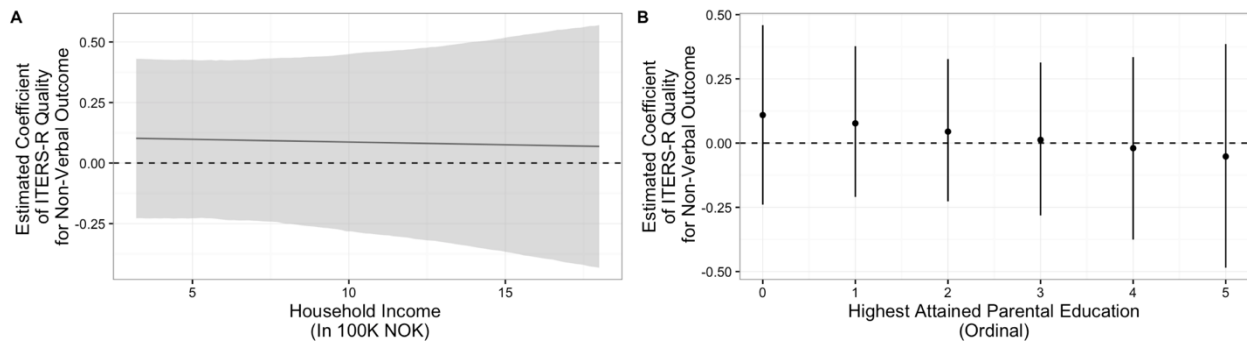 A
Estimated Coefficient
of ITERS-R Quality
for Non-Verbal Outcome
0.50
0.25
0.00
-0.25
5
10
15
Household Income
(In 100K NOK)
B
Estimated Coefficient
of ITERS-R Quality
for Non-Verbal Outcome
0.50
0.25
0.00
-0.25
-0.50
0
1
2
3
4
5
Highest Attained Parental Education
(Ordinal)